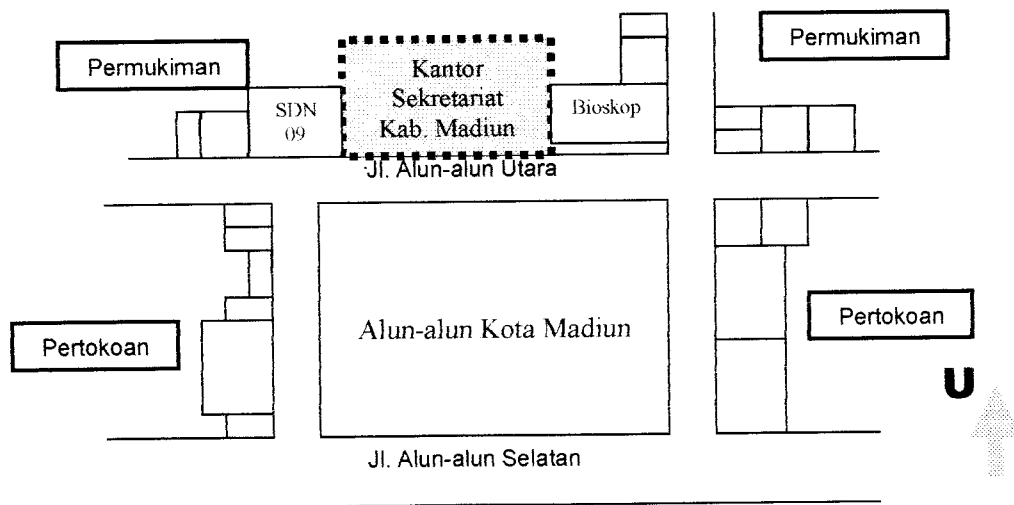 Permukiman
Kantor
Sekretariat
Kab. Madiun
Permukiman
SDN
09
Bioskop
Jl. Alun-alun Utara
Alun-alun Kota Madiun
Pertokoan
Pertokoan
U
Jl. Alun-alun Selatan